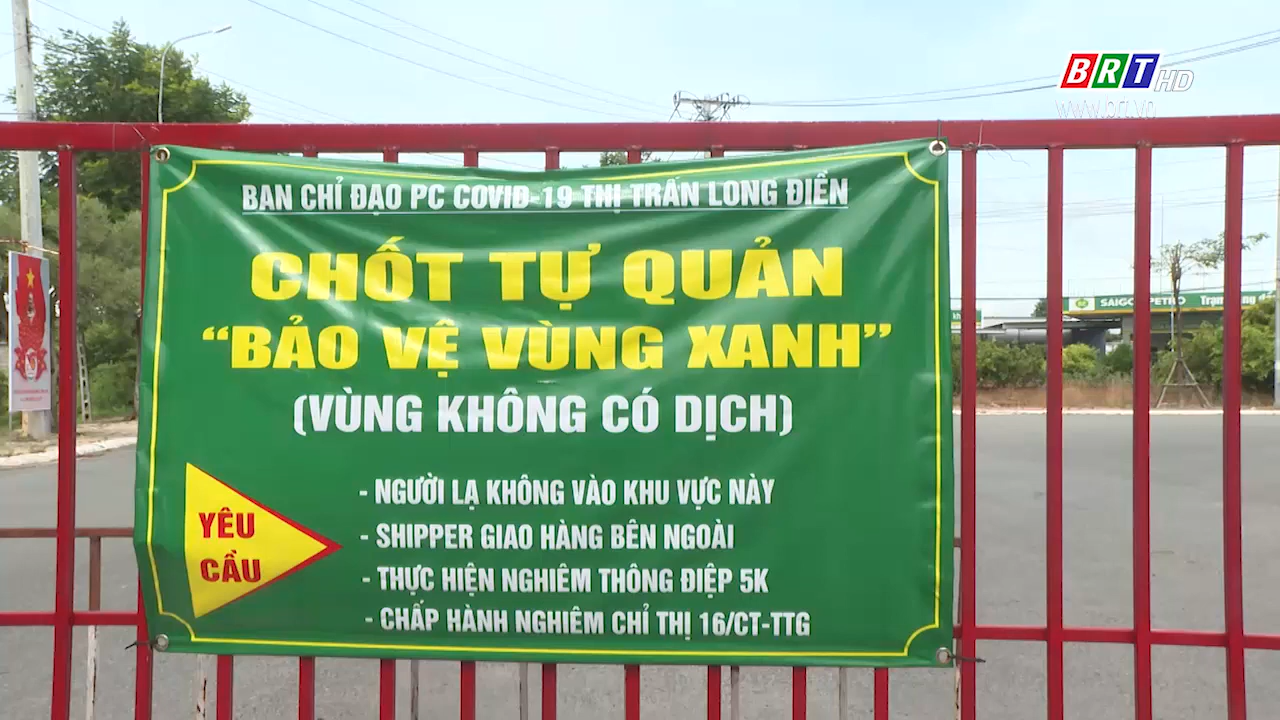 BRT HD
www.brt.vn
BAN CHỈ ĐẠO PC COVID-19 THỊ TRẤN LONG ĐIỀN
CHỐT TỰ QUẢN
“BẢO VỆ VÙNG XANH”
(VÙNG KHÔNG CÓ DỊCH)
YÊU
CẦU
- NGƯỜI LẠ KHÔNG VÀO KHU VỰC NÀY
- SHIPPER GIAO HÀNG BÊN NGOÀI
- THỰC HIỆN NGHIÊM THÔNG ĐIỆP 5K
- CHẤP HÀNH NGHIÊM CHỈ THỊ 16/CT-TTG
PETRO